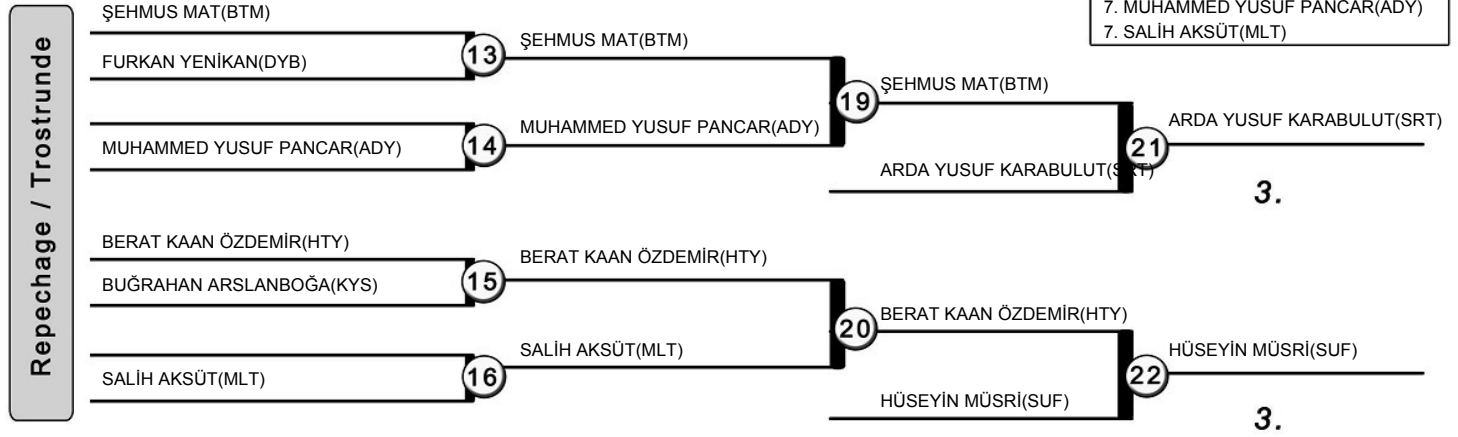 7. MUHAMMED YUSUF PANCAR(ADY)
7. SALİH AKSÜT(MLT)
Repechage / Trostrunde
ŞEHMUS MAT(BTM)
FURKAN YENİKAN(DYB)
13
ŞEHMUS MAT(BTM)
MUHAMMED YUSUF PANCAR(ADY)
14
MUHAMMED YUSUF PANCAR(ADY)
19
ŞEHMUS MAT(BTM)
ARDA YUSUF KARABULUT(SRT)
21
ARDA YUSUF KARABULUT(SRT)
3.
BERAT KAAN ÖZDEMİR(HTY)
BUĞRAHAN ARSLANBOĞA(KYS)
15
BERAT KAAN ÖZDEMİR(HTY)
SALİH AKSÜT(MLT)
16
SALİH AKSÜT(MLT)
20
BERAT KAAN ÖZDEMİR(HTY)
HÜSEYİN MÜSRİ(SUF)
22
HÜSEYİN MÜSRİ(SUF)
3.